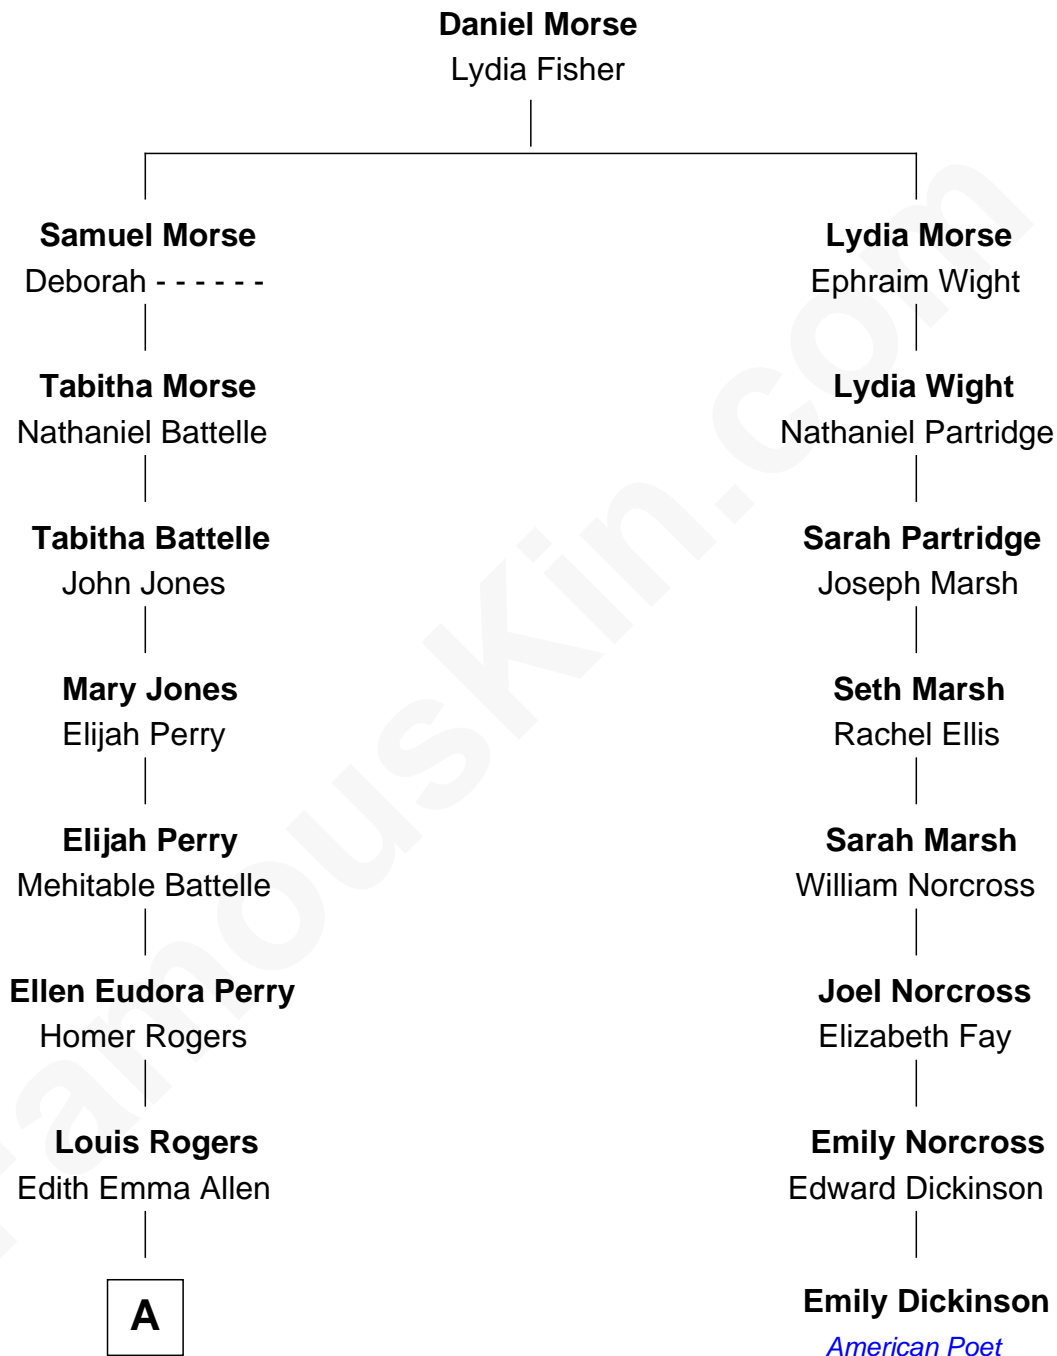 Daniel Morse
Lydia Fisher
Samuel Morse
Deborah - - - - - -
Lydia Morse
Ephraim Wight
Tabitha Morse
Nathaniel Battelle
Lydia Wight
Nathaniel Partridge
Tabitha Battelle
John Jones
Sarah Partridge
Joseph Marsh
Mary Jones
Elijah Perry
Seth Marsh
Rachel Ellis
Elijah Perry
Mehitable Battelle
Sarah Marsh
William Norcross
Ellen Eudora Perry
Homer Rogers
Joel Norcross
Elizabeth Fay
Louis Rogers
Edith Emma Allen
Emily Norcross
Edward Dickinson
A
Emily Dickinson
American Poet
FamousKin.com